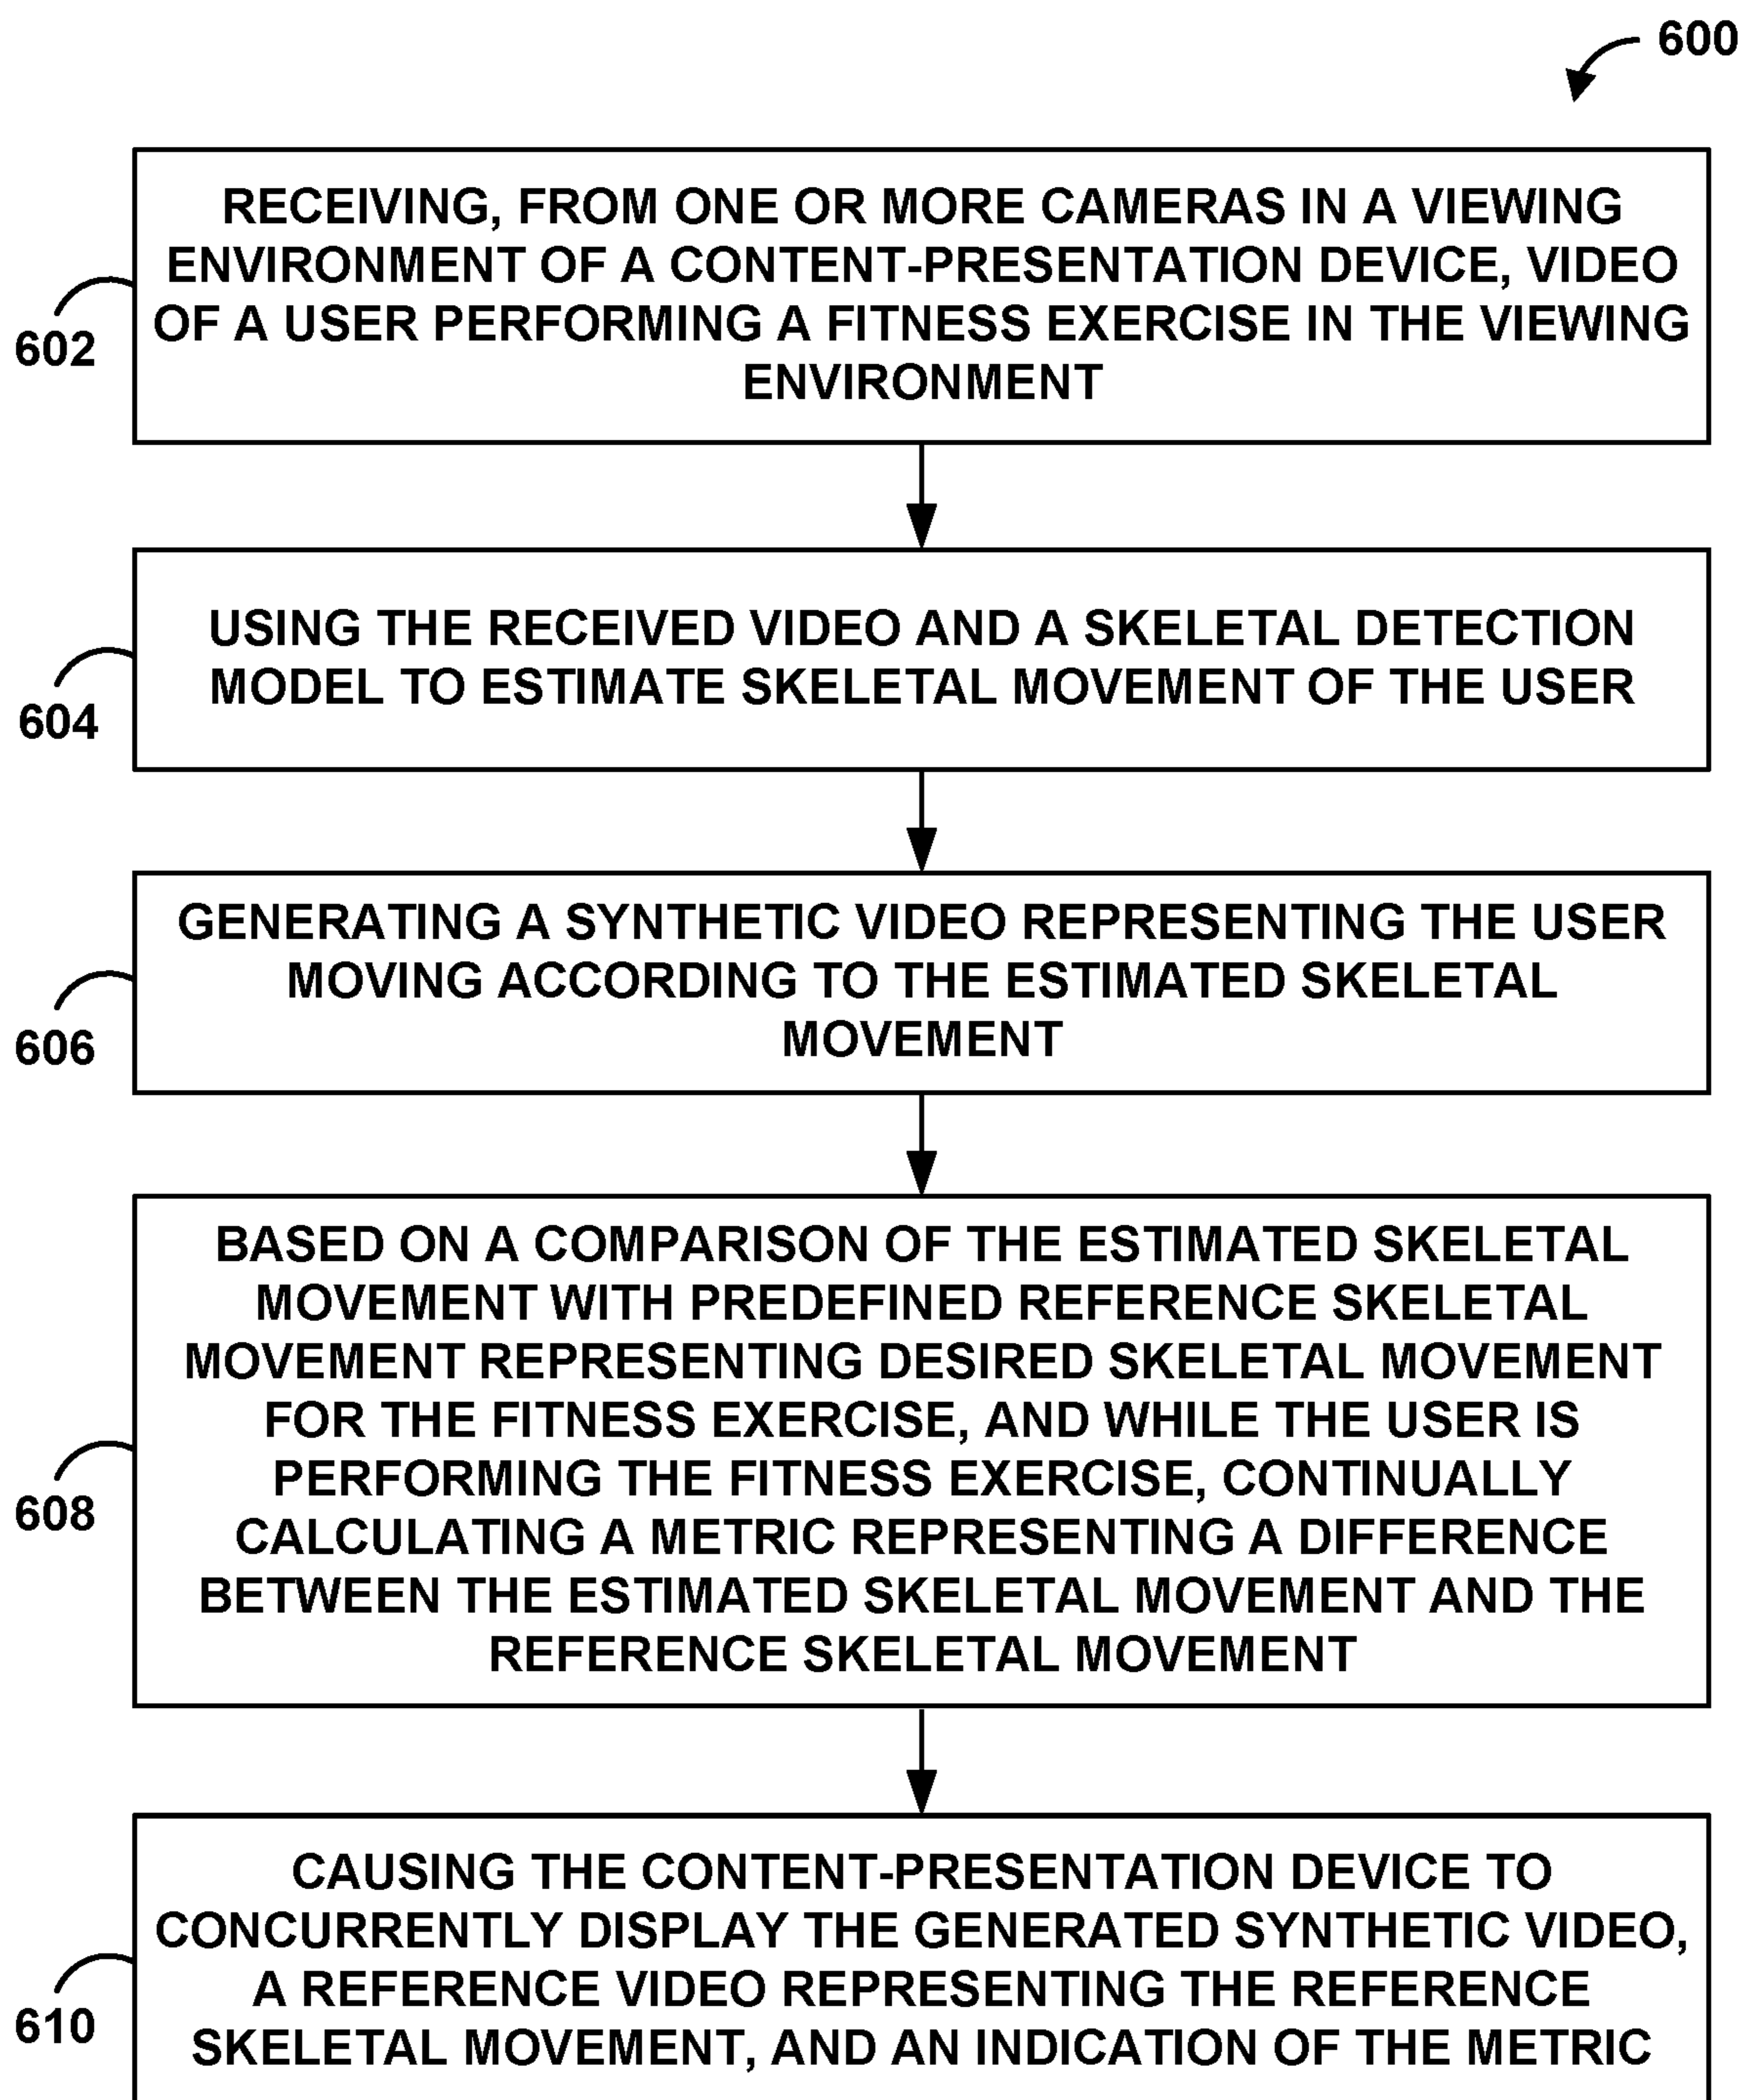 600
RECEIVING, FROM ONE OR MORE CAMERAS IN A VIEWING
ENVIRONMENT OF A CONTENT-PRESENTATION DEVICE, VIDEO
OF A USER PERFORMING A FITNESS EXERCISE IN THE VIEWING
ENVIRONMENT
602
USING THE RECEIVED VIDEO AND A SKELETAL DETECTION
MODEL TO ESTIMATE SKELETAL MOVEMENT OF THE USER
604
GENERATING A SYNTHETIC VIDEO REPRESENTING THE USER
MOVING ACCORDING TO THE ESTIMATED SKELETAL
MOVEMENT
606
BASED ON A COMPARISON OF THE ESTIMATED SKELETAL
MOVEMENT WITH PREDEFINED REFERENCE SKELETAL
MOVEMENT REPRESENTING DESIRED SKELETAL MOVEMENT
FOR THE FITNESS EXERCISE, AND WHILE THE USER IS
PERFORMING THE FITNESS EXERCISE, CONTINUALLY
CALCULATING A METRIC REPRESENTING A DIFFERENCE
BETWEEN THE ESTIMATED SKELETAL MOVEMENT AND THE
REFERENCE SKELETAL MOVEMENT
608
CAUSING THE CONTENT-PRESENTATION DEVICE TO
CONCURRENTLY DISPLAY THE GENERATED SYNTHETIC VIDEO,
A REFERENCE VIDEO REPRESENTING THE REFERENCE
SKELETAL MOVEMENT, AND AN INDICATION OF THE METRIC
610